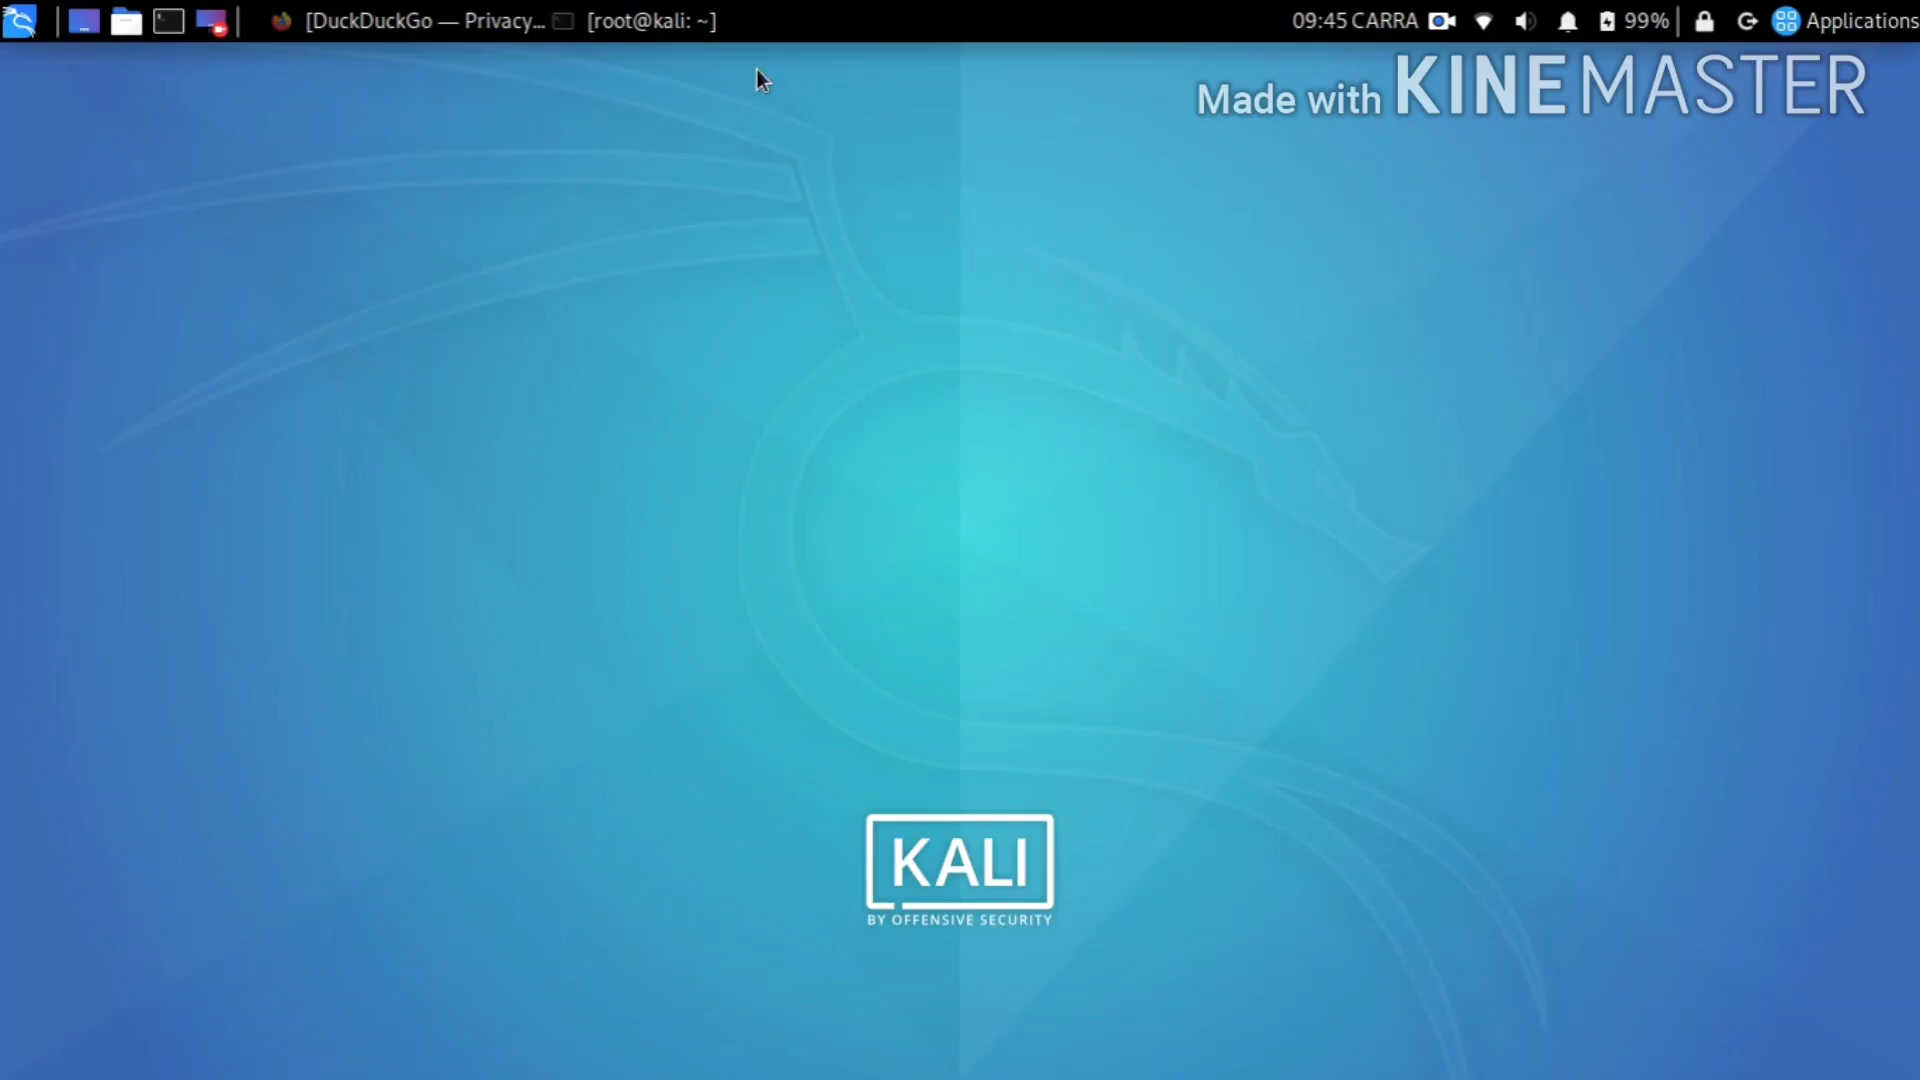 [DuckDuckGo — Privacy... [root@kali: ~] 09:45 CARRA 99% Applications
Made with KINEMASTER
KALI
BY OFFENSIVE SECURITY